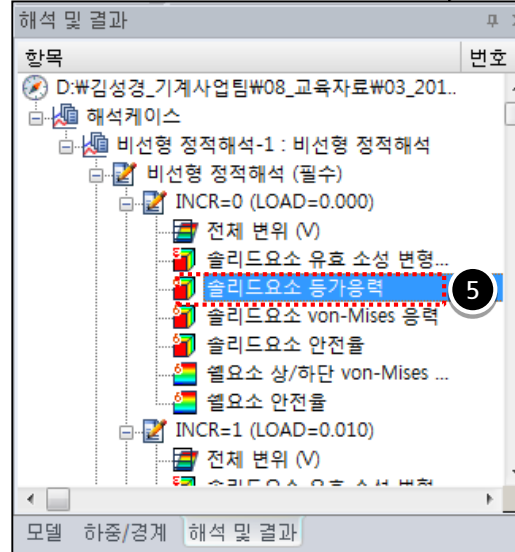 해석 및 결과
항목 번호
D:₩김성경_기계사업팀₩08_교육자료₩03_201..
해석케이스
비선형 정적해석-1 : 비선형 정적해석
비선형 정적해석 (필수)
INCR=0 (LOAD=0.000)
전체 변위 (V)
솔리드요소 유효 소성 변형...
솔리드요소 등가응력 5
솔리드요소 von-Mises 응력
솔리드요소 안전율
쉘요소 상/하단 von-Mises ...
쉘요소 안전율
INCR=1 (LOAD=0.010)
전체 변위 (V)
모델 하중/경계 해석 및 결과